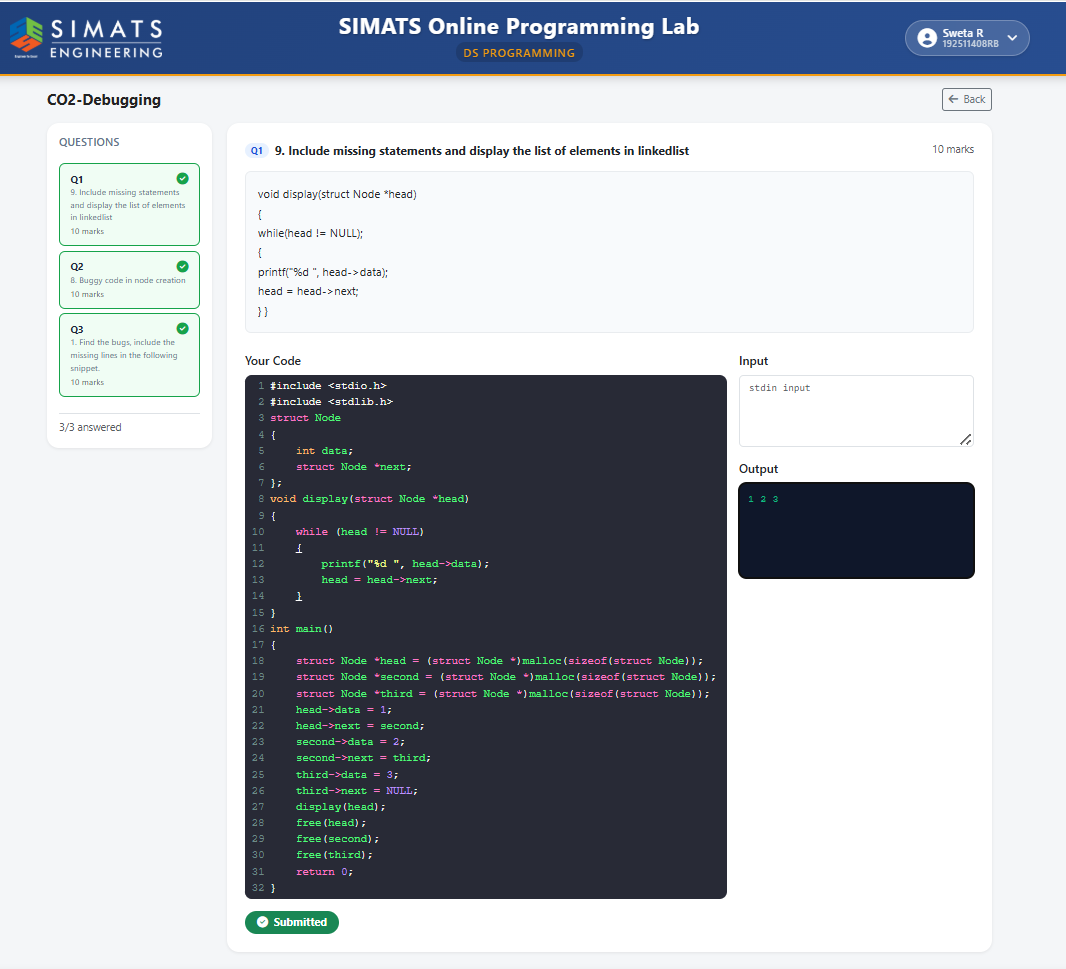 SIMATS
ENGINEERING
SIMATS Online Programming Lab
DS PROGRAMMING
Sweta R
192511408RB
CO2-Debugging
← Back
QUESTIONS
Q1
9. Include missing statements
and display the list of elements
in linkedlist
10 marks
Q2
8. Buggy code in node creation
10 marks
Q3
1. Find the bugs, include the
missing lines in the following
snippet.
10 marks
3/3 answered
Q1 9. Include missing statements and display the list of elements in linkedlist
10 marks
void display(struct Node *head)
{
while(head != NULL);
{
printf("%d ", head->data);
head = head->next;
} }
Your Code
1 #include <stdio.h>
2 #include <stdlib.h>
3 struct Node
4 {
5     int data;
6     struct Node *next;
7 };
8 void display(struct Node *head)
9 {
10     while (head != NULL)
11     {
12         printf("%d ", head->data);
13         head = head->next;
14     }
15 }
16 int main()
17 {
18     struct Node *head = (struct Node *)malloc(sizeof(struct Node));
19     struct Node *second = (struct Node *)malloc(sizeof(struct Node));
20     struct Node *third = (struct Node *)malloc(sizeof(struct Node));
21     head->data = 1;
22     head->next = second;
23     second->data = 2;
24     second->next = third;
25     third->data = 3;
26     third->next = NULL;
27     display(head);
28     free(head);
29     free(second);
30     free(third);
31     return 0;
32 }
Submitted
Input
stdin input
Output
1 2 3